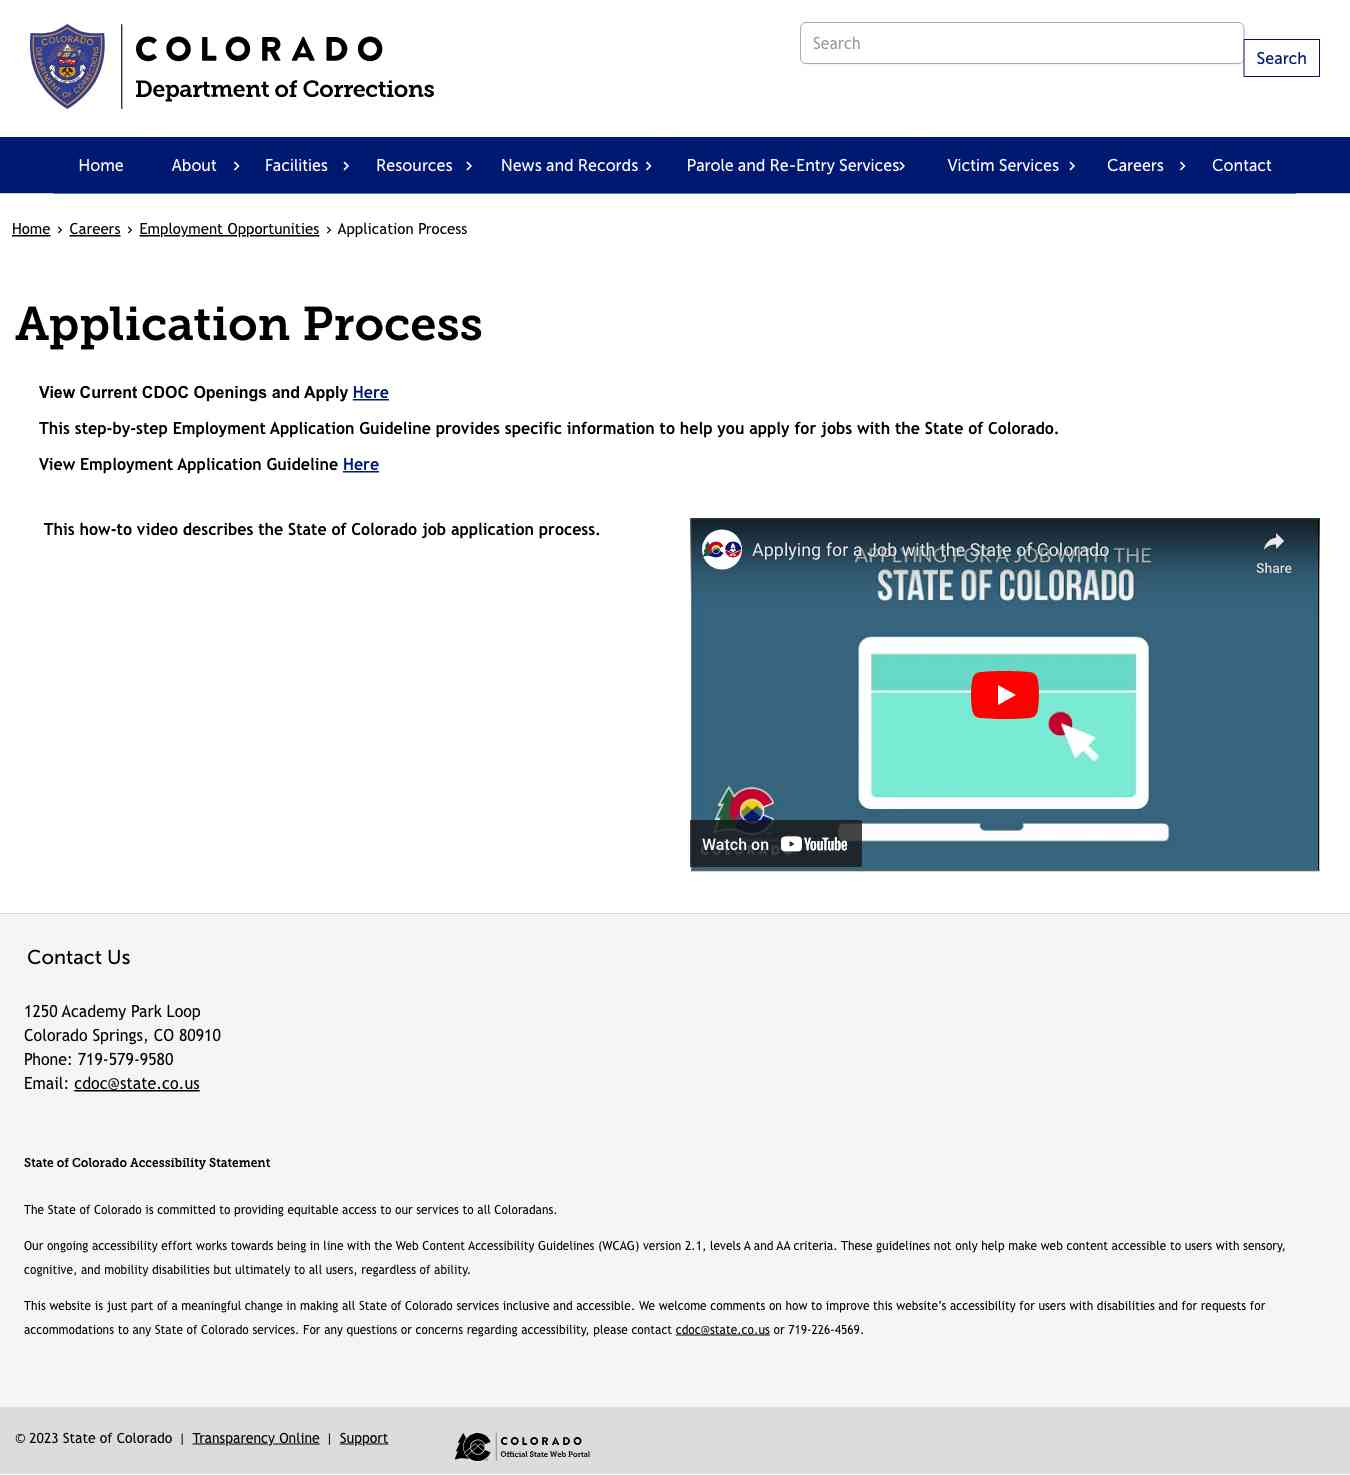 COLORADO
Department of Corrections
Search
Search
Home About › Facilities › Resources › News and Records › Parole and Re-Entry Services› Victim Services › Careers › Contact
Home › Careers › Employment Opportunities › Application Process
Application Process
View Current CDOC Openings and Apply Here
This step-by-step Employment Application Guideline provides specific information to help you apply for jobs with the State of Colorado.
View Employment Application Guideline Here
This how-to video describes the State of Colorado job application process.
Applying for a Job with the State of Colorado
Share
APPLYING FOR A JOB WITH THE
STATE OF COLORADO
Watch on YouTube
Contact Us
1250 Academy Park Loop
Colorado Springs, CO 80910
Phone: 719-579-9580
Email: cdoc@state.co.us
State of Colorado Accessibility Statement
The State of Colorado is committed to providing equitable access to our services to all Coloradans.
Our ongoing accessibility effort works towards being in line with the Web Content Accessibility Guidelines (WCAG) version 2.1, levels A and AA criteria. These guidelines not only help make web content accessible to users with sensory,
cognitive, and mobility disabilities but ultimately to all users, regardless of ability.
This website is just part of a meaningful change in making all State of Colorado services inclusive and accessible. We welcome comments on how to improve this website’s accessibility for users with disabilities and for requests for
accommodations to any State of Colorado services. For any questions or concerns regarding accessibility, please contact cdoc@state.co.us or 719-226-4569.
© 2023 State of Colorado | Transparency Online | Support
COLORADO
Official State Web Portal